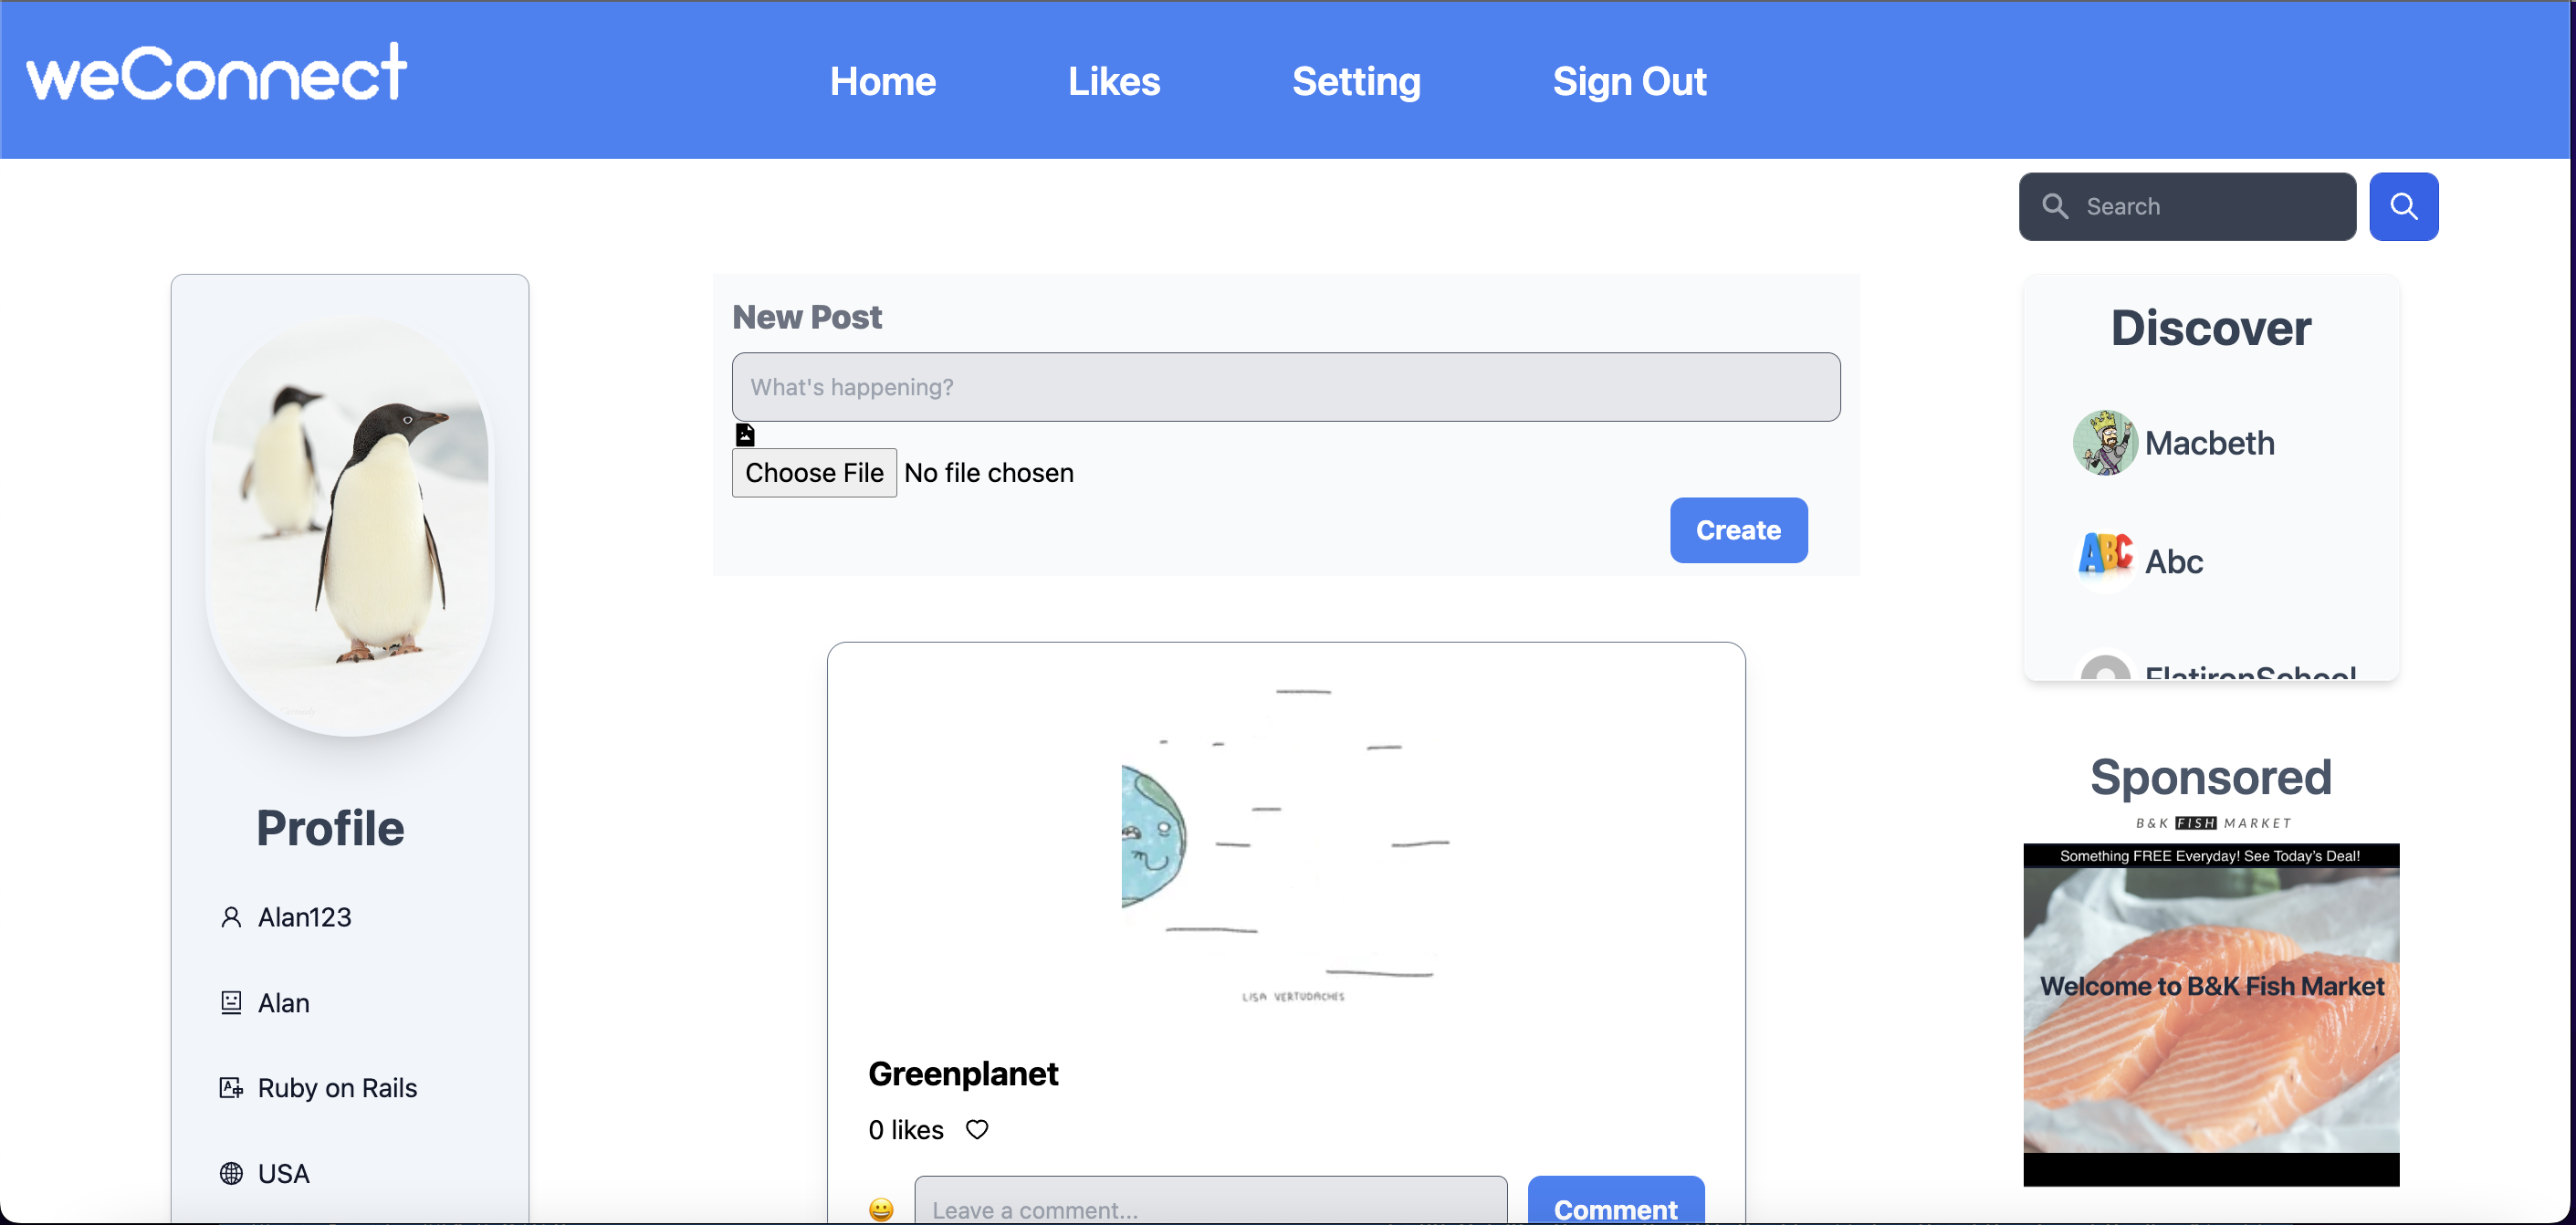 weConnect
Home Likes Setting Sign Out
Search
Profile
Alan123
Alan
Ruby on Rails
USA
New Post
What's happening?
Choose File No file chosen
Create
LISA VERTUDACHES
Greenplanet
0 likes
Leave a comment...
Comment
Discover
Macbeth
ABC
Abc
FlatironSchool
Sponsored
B&K FISH MARKET
Something FREE Everyday! See Today's Deal!
Welcome to B&K Fish Market